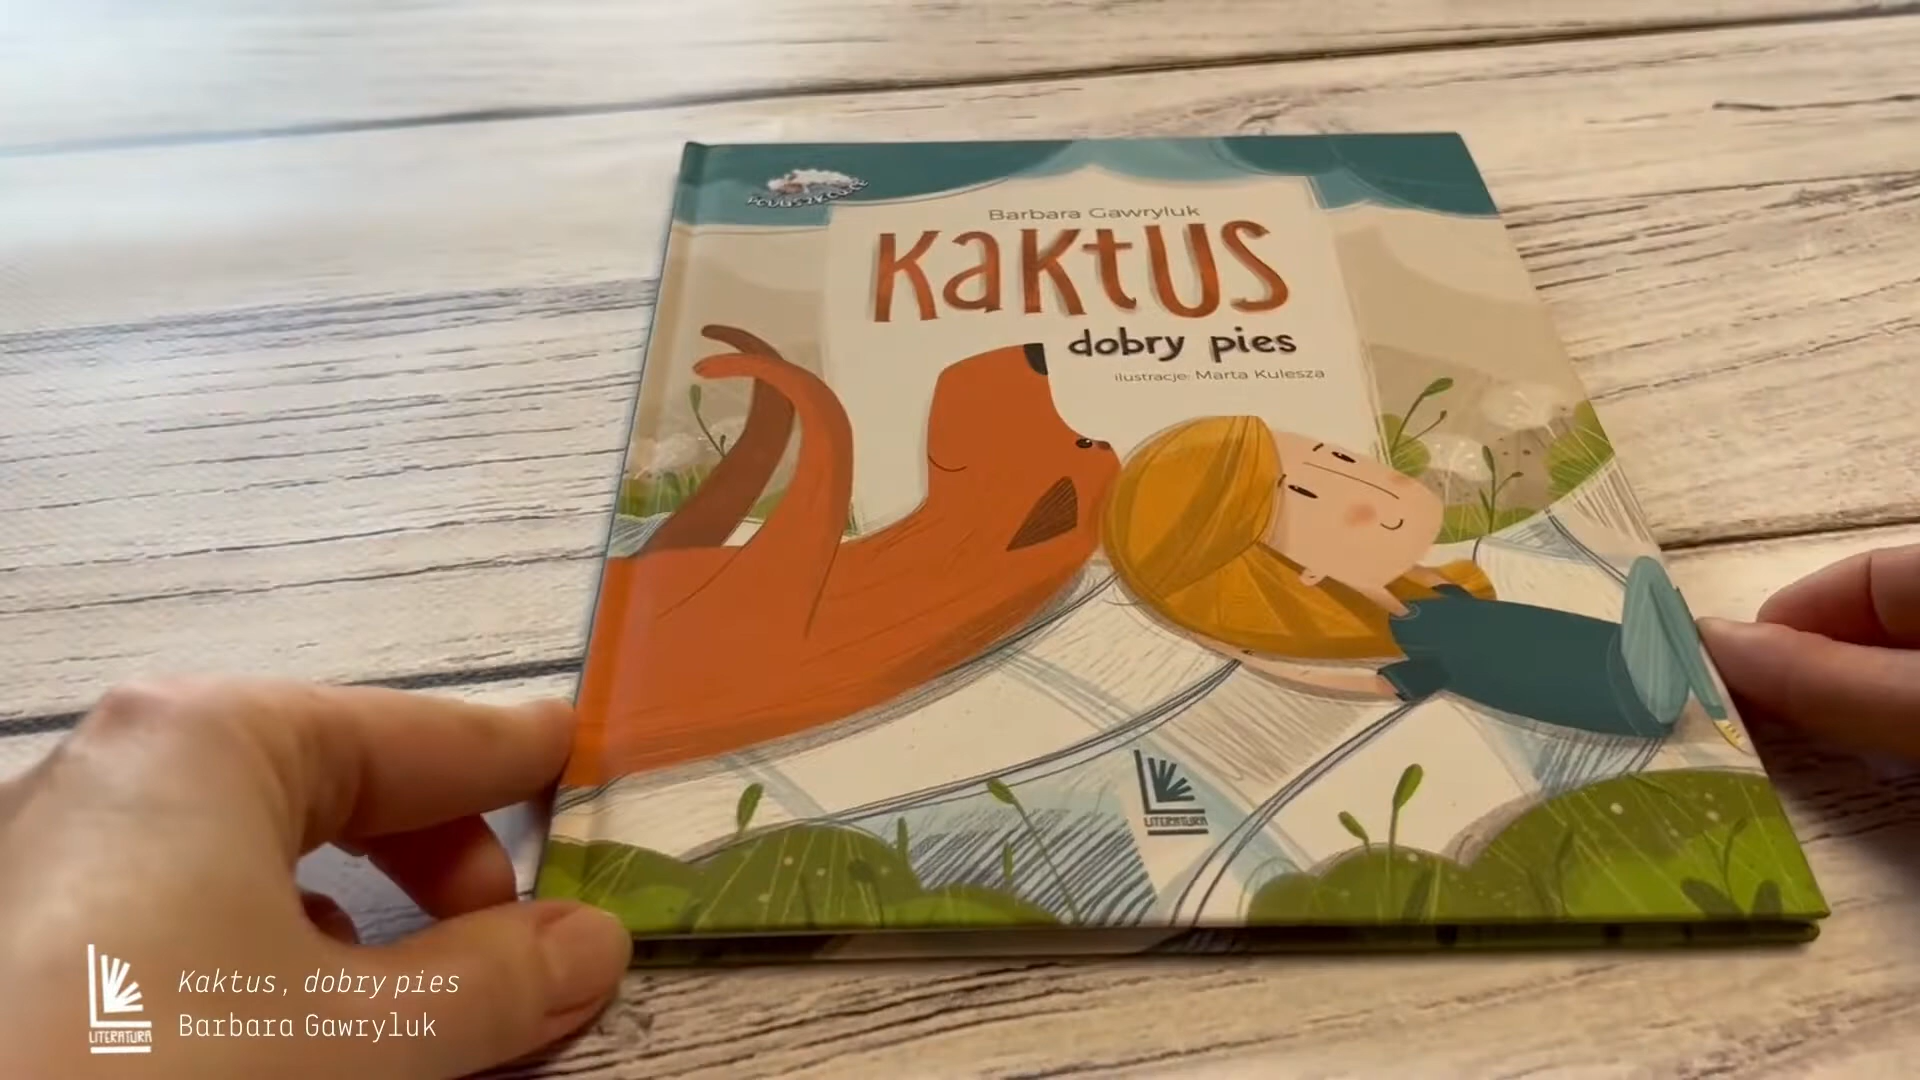 Barbara Gawryluk
KaKtUS
dobry pies
ilustracje: Marta Kulesza
LITERATURA
Kaktus, dobry pies
Barbara Gawryluk
LITERATURA